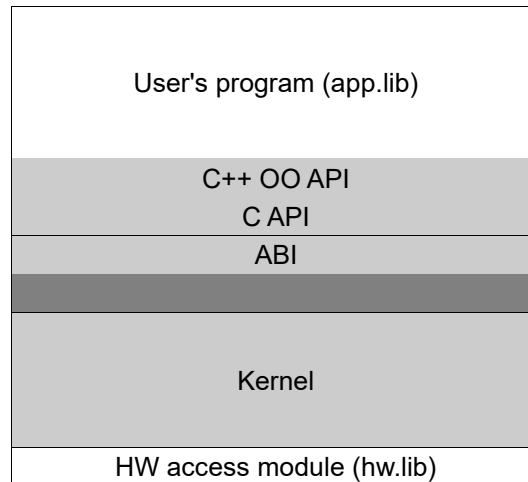 User's program (app.lib)
C++ OO API
C API
ABI
Kernel
HW access module (hw.lib)